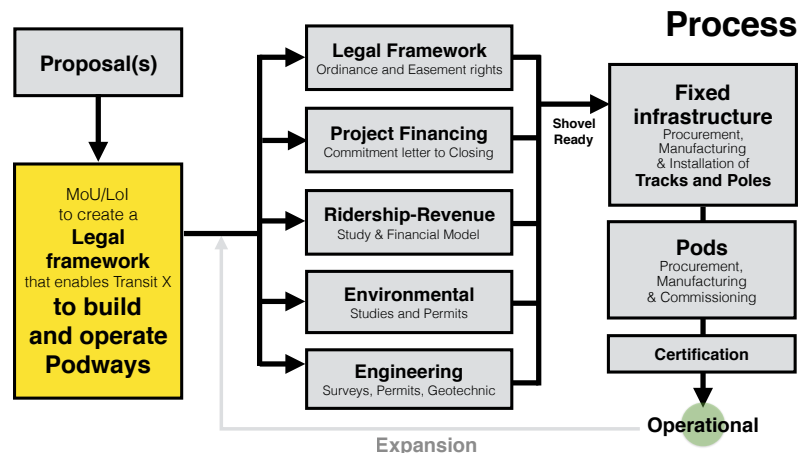 Process
Proposal(s)
MoU/LoI
to create a
Legal
framework
that enables Transit X
to build
and operate
Podways
Legal Framework
Ordinance and Easement rights
Project Financing
Commitment letter to Closing
Ridership-Revenue
Study & Financial Model
Environmental
Studies and Permits
Engineering
Surveys, Permits, Geotechnic
Shovel
Ready
Fixed
infrastructure
Procurement,
Manufacturing
& Installation of
Tracks and Poles
Pods
Procurement,
Manufacturing
& Commissioning
Certification
Operational
Expansion